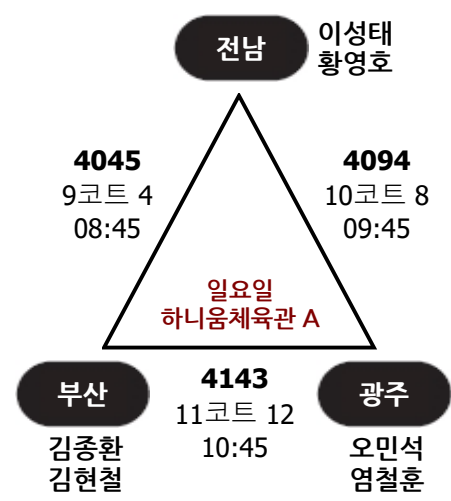 전남
이성태
황영호
4045
9코트 4
08:45
4094
10코트 8
09:45
일요일
하니움체육관 A
부산
김종환
김현철
4143
11코트 12
10:45
광주
오민석
염철훈